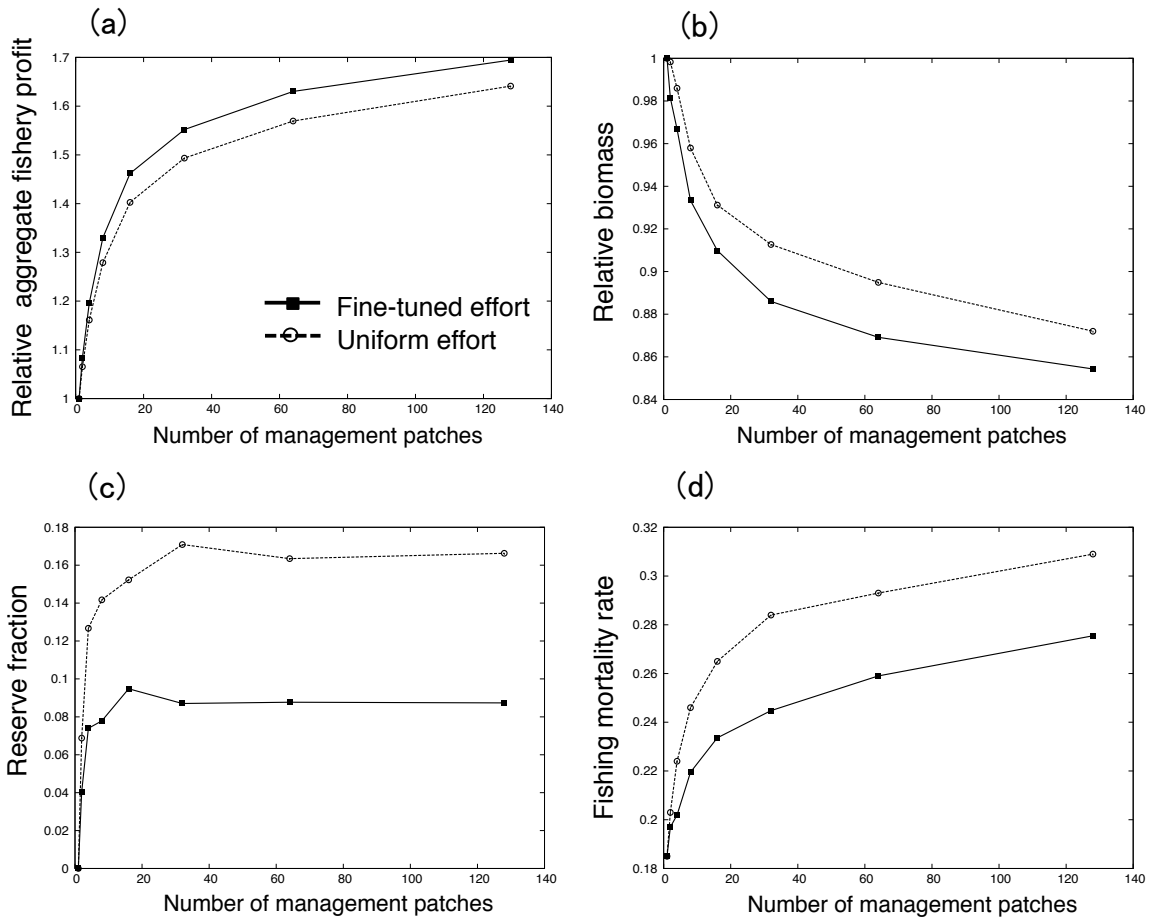 (a)
Relative aggregate fishery profit
1.7
1.6
1.5
1.4
1.3
1.2
1.1
1
0 20 40 60 80 100 120 140
Number of management patches
Fine-tuned effort
Uniform effort
(b)
Relative biomass
1
0.98
0.96
0.94
0.92
0.9
0.88
0.86
0.84
0 20 40 60 80 100 120 140
Number of management patches
(c)
Reserve fraction
0.18
0.16
0.14
0.12
0.1
0.08
0.06
0.04
0.02
0
0 20 40 60 80 100 120 140
Number of management patches
(d)
Fishing mortality rate
0.32
0.3
0.28
0.26
0.24
0.22
0.2
0.18
0 20 40 60 80 100 120 140
Number of management patches